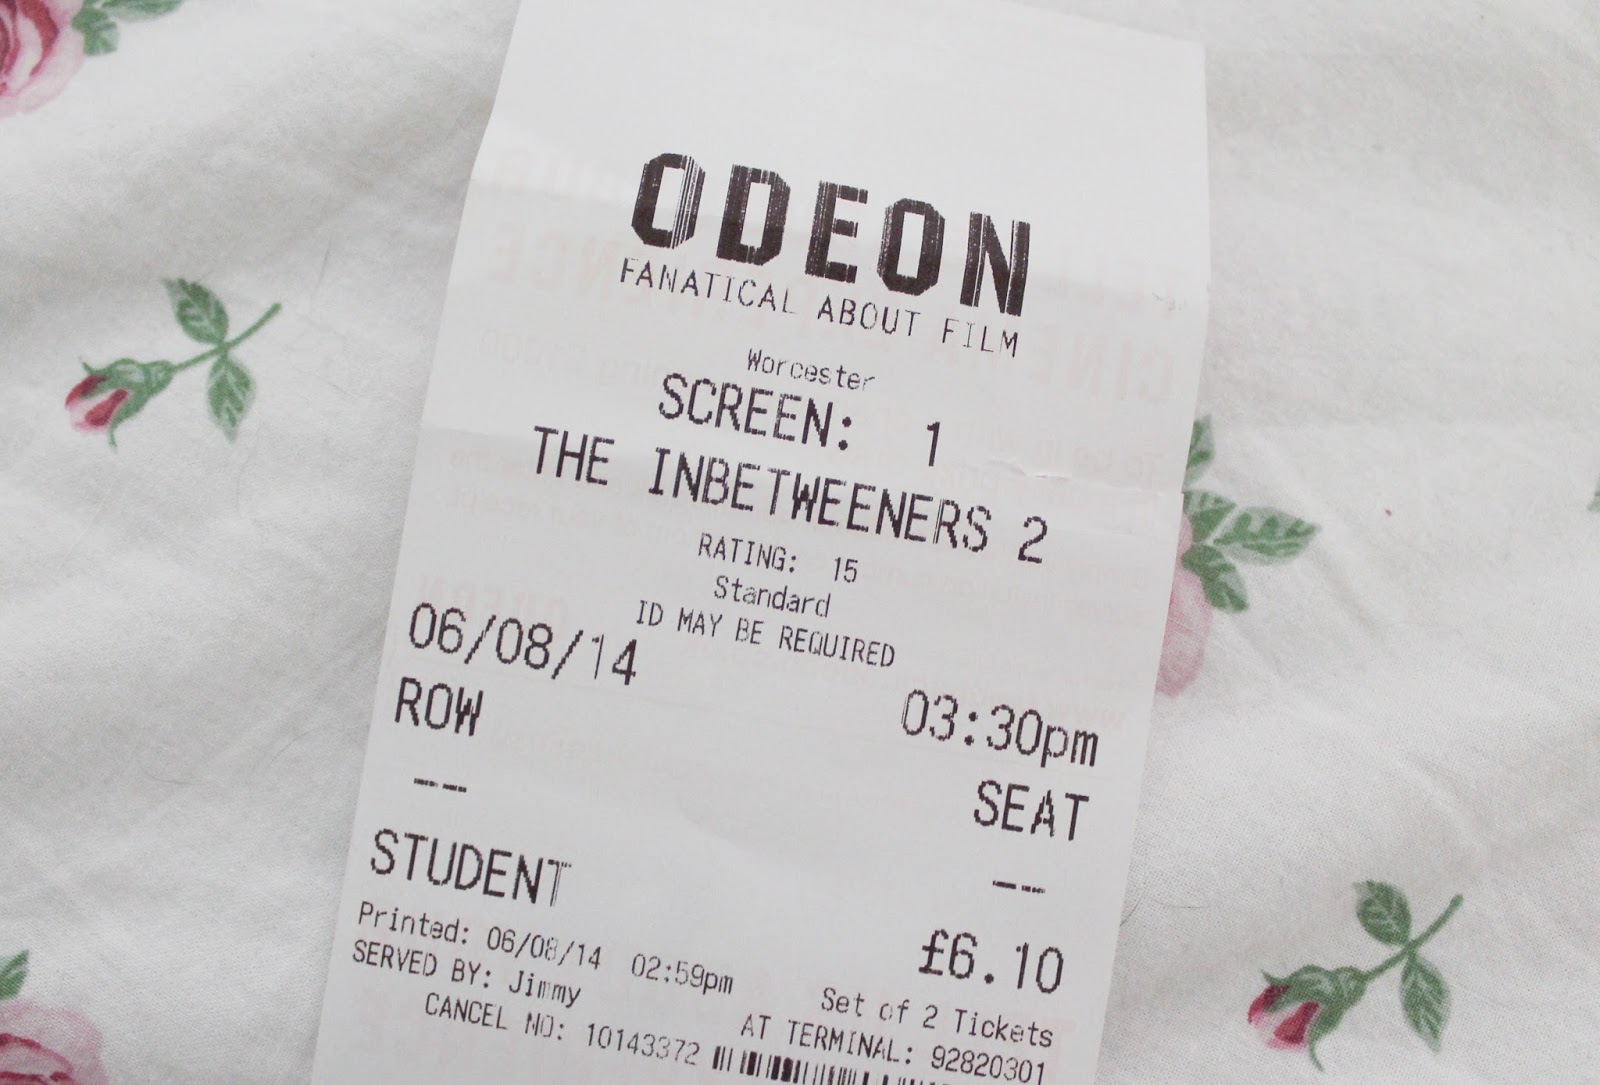 ODEON
FANATICAL ABOUT FILM
Worcester
SCREEN: 1
THE INBETWEENERS 2
RATING: 15
Standard
ID MAY BE REQUIRED
06/08/14 03:30pm
ROW SEAT
-- --
STUDENT £6.10
Printed: 06/08/14 02:59pm Set of 2 Tickets
SERVED BY: Jimmy AT TERMINAL: 92820301
CANCEL NO: 10143372